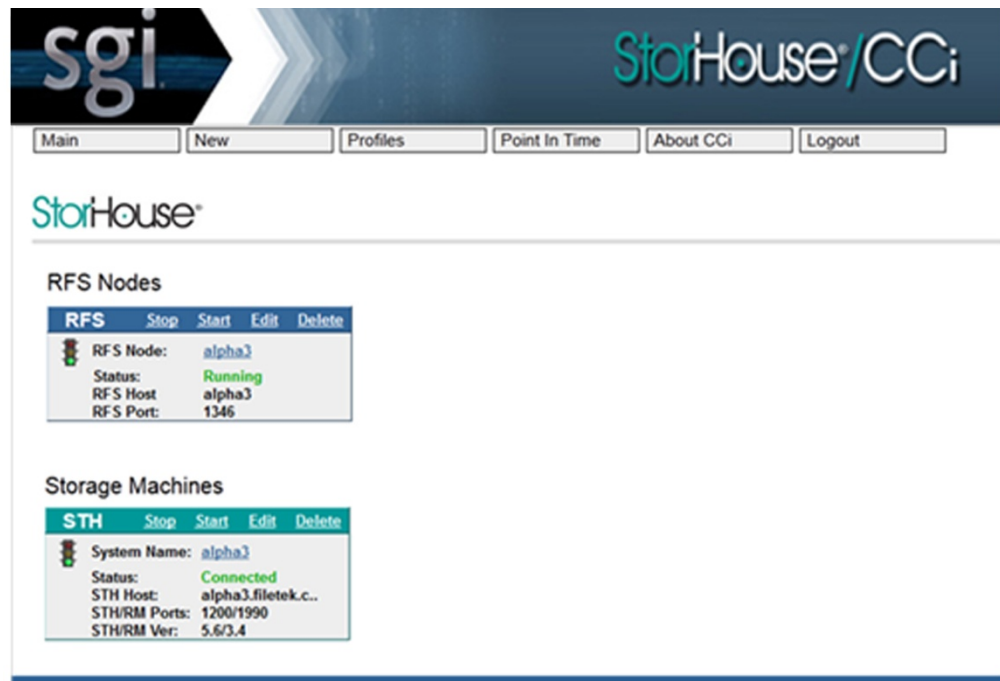 sgi.
StorHouse®/CCi
Main New Profiles Point In Time About CCi Logout
StorHouse®
RFS Nodes
RFS Stop Start Edit Delete
RFS Node: alpha3
Status: Running
RFS Host alpha3
RFS Port: 1346
Storage Machines
STH Stop Start Edit Delete
System Name: alpha3
Status: Connected
STH Host: alpha3.filetek.c..
STH/RM Ports: 1200/1990
STH/RM Ver: 5.6/3.4